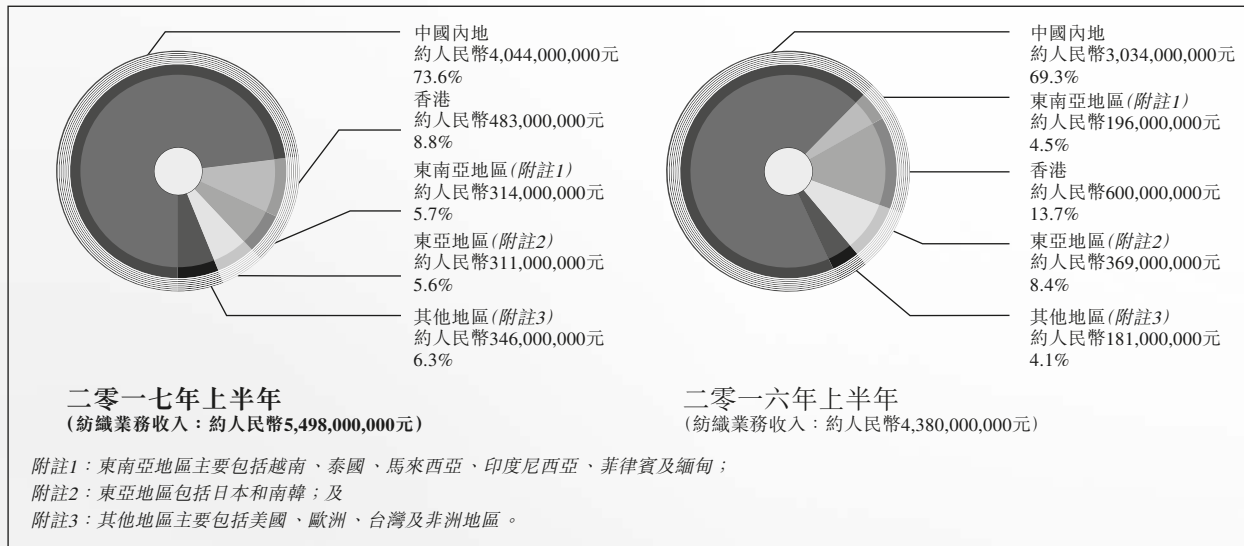 中國內地
約人民幣4,044,000,000元
73.6%
香港
約人民幣483,000,000元
8.8%
東南亞地區(附註1)
約人民幣314,000,000元
5.7%
東亞地區(附註2)
約人民幣311,000,000元
5.6%
其他地區(附註3)
約人民幣346,000,000元
6.3%
二零一七年上半年
(紡織業務收入：約人民幣5,498,000,000元)
中國內地
約人民幣3,034,000,000元
69.3%
東南亞地區(附註1)
約人民幣196,000,000元
4.5%
香港
約人民幣600,000,000元
13.7%
東亞地區(附註2)
約人民幣369,000,000元
8.4%
其他地區(附註3)
約人民幣181,000,000元
4.1%
二零一六年上半年
(紡織業務收入：約人民幣4,380,000,000元)
附註1：東南亞地區主要包括越南、泰國、馬來西亞、印度尼西亞、菲律賓及緬甸；
附註2：東亞地區包括日本和南韓；及
附註3：其他地區主要包括美國、歐洲、台灣及非洲地區。